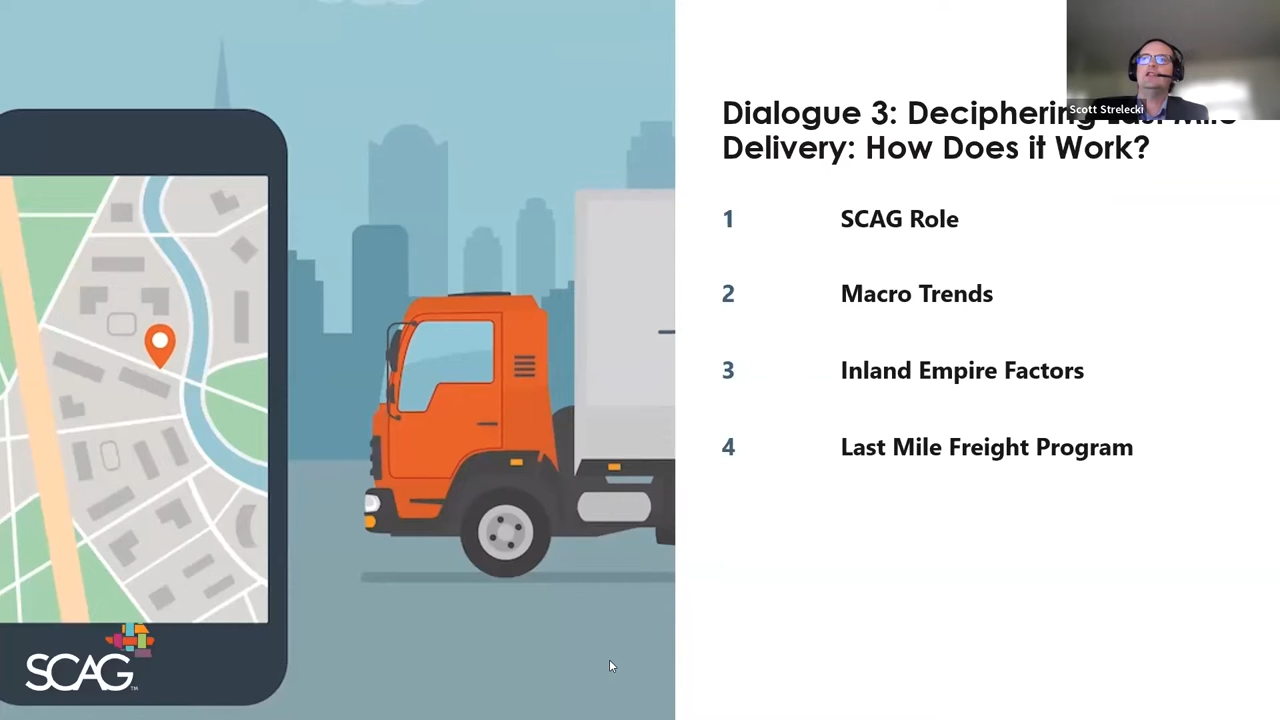 Scott Strelecki
Dialogue 3: Deciphering
Delivery: How Does it Work?
1 SCAG Role
2 Macro Trends
3 Inland Empire Factors
4 Last Mile Freight Program
SCAG™